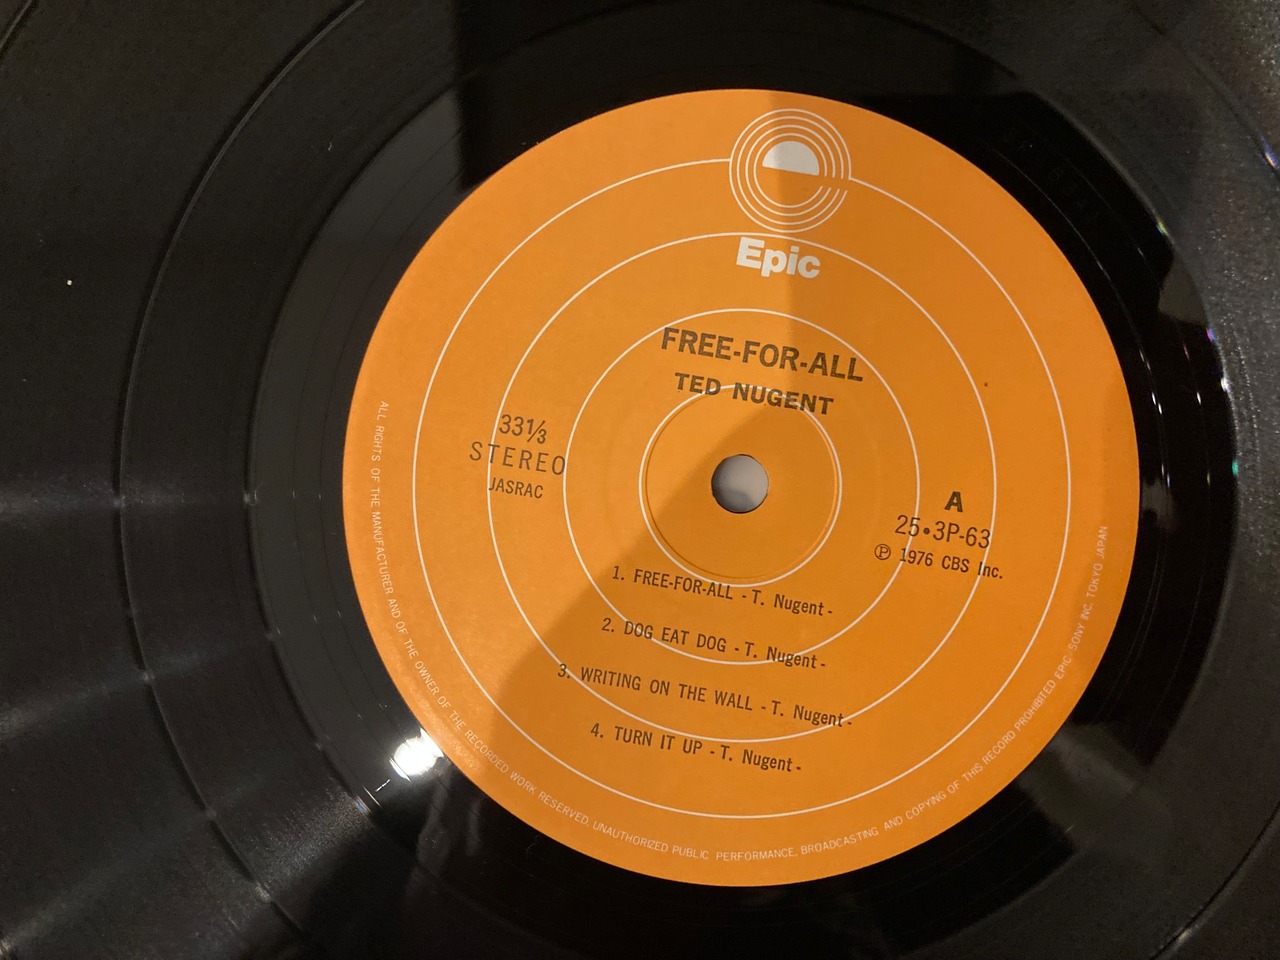 Epic
FREE-FOR-ALL
TED NUGENT
33⅓
STEREO
JASRAC
A
25•3P-63
℗ 1976 CBS Inc.
1. FREE-FOR-ALL - T. Nugent -
2. DOG EAT DOG - T. Nugent -
3. WRITING ON THE WALL - T. Nugent -
4. TURN IT UP - T. Nugent -
ALL RIGHTS OF THE MANUFACTURER AND OF THE OWNER OF THE RECORDED WORK RESERVED. UNAUTHORIZED PUBLIC PERFORMANCE, BROADCASTING AND COPYING OF THIS RECORD PROHIBITED EPIC SONY INC. TOKYO JAPAN